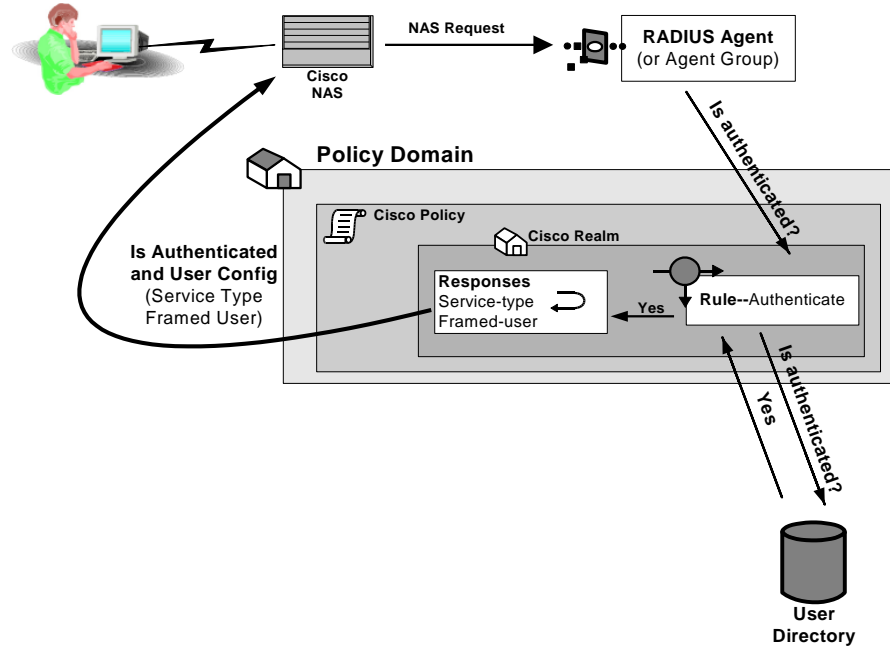 NAS Request
RADIUS Agent
(or Agent Group)
Cisco
NAS
Is authenticated?
Policy Domain
Cisco Policy
Cisco Realm
Is Authenticated
and User Config
(Service Type
Framed User)
Responses
Service-type
Framed-user
Yes
Rule--Authenticate
Yes
Is authenticated?
User
Directory